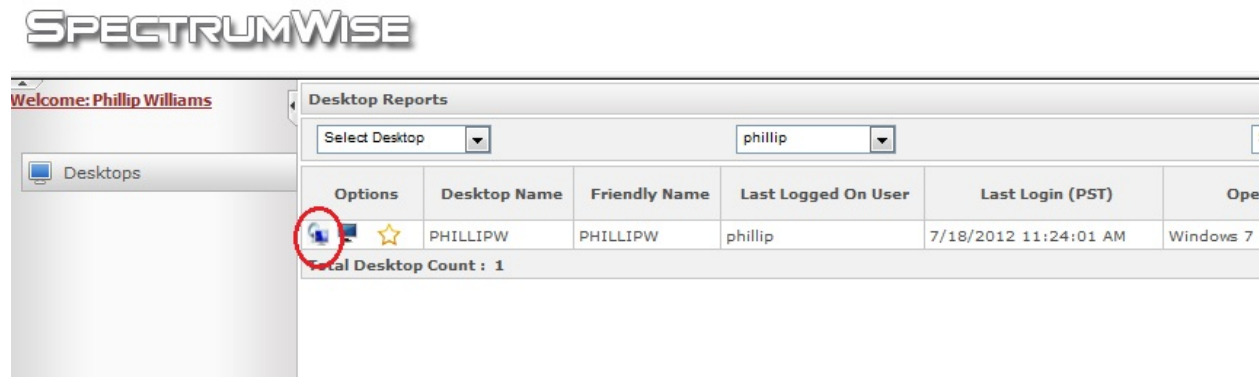 SPECTRUMWISE
Welcome: Phillip Williams
Desktop Reports
Select Desktop phillip
Desktops
Options Desktop Name Friendly Name Last Logged On User Last Login (PST) Ope
PHILLIPW PHILLIPW phillip 7/18/2012 11:24:01 AM Windows 7
Total Desktop Count : 1